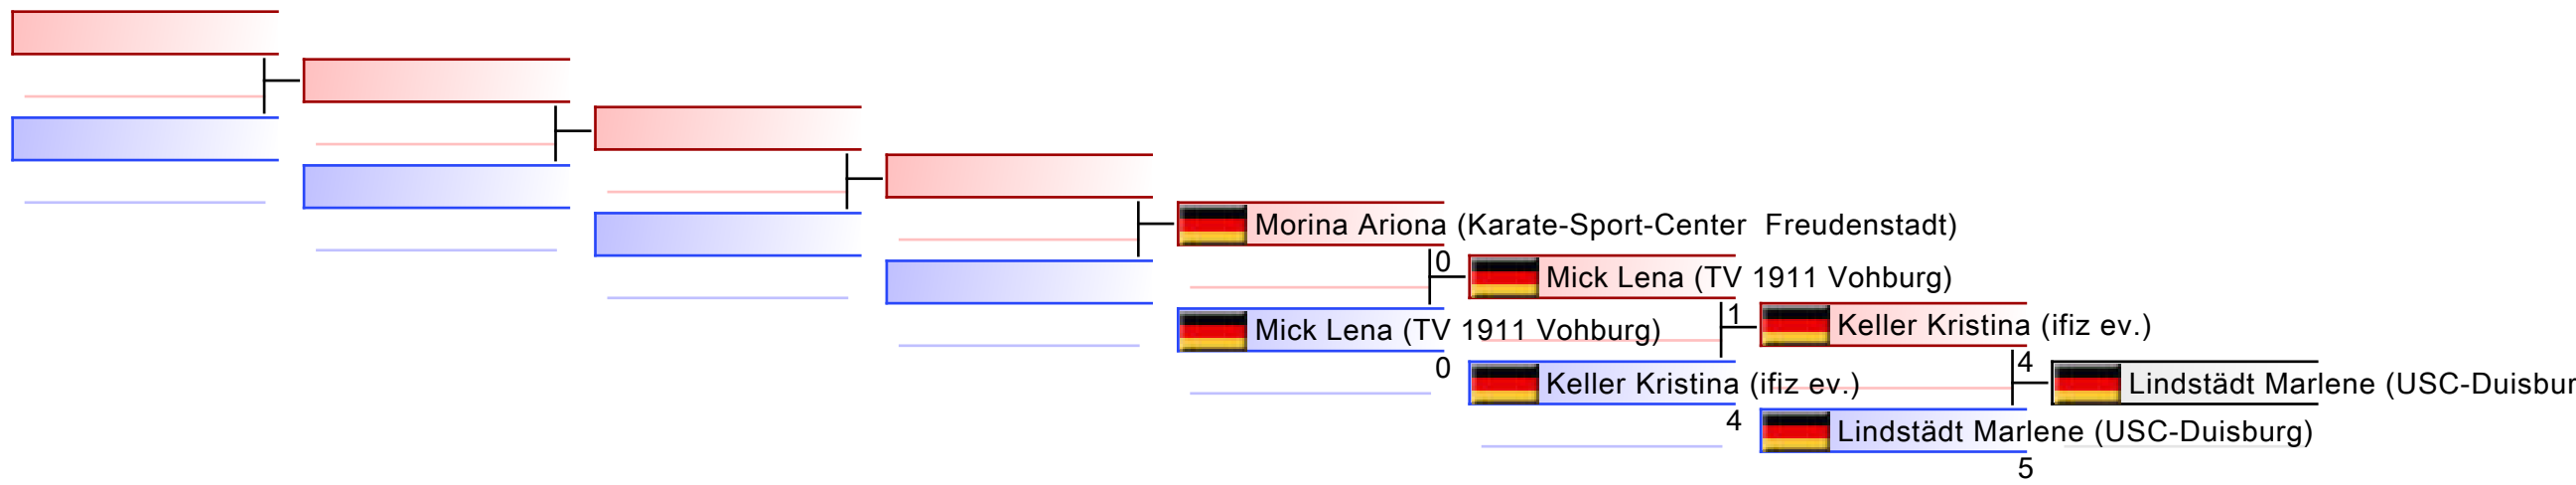 Morina Ariona (Karate-Sport-Center  Freudenstadt)
0
Mick Lena (TV 1911 Vohburg)
0
Mick Lena (TV 1911 Vohburg)
1
Keller Kristina (ifiz ev.)
4
Keller Kristina (ifiz ev.)
4
Lindstädt Marlene (USC-Duisburg)
5
Lindstädt Marlene (USC-Duisbur